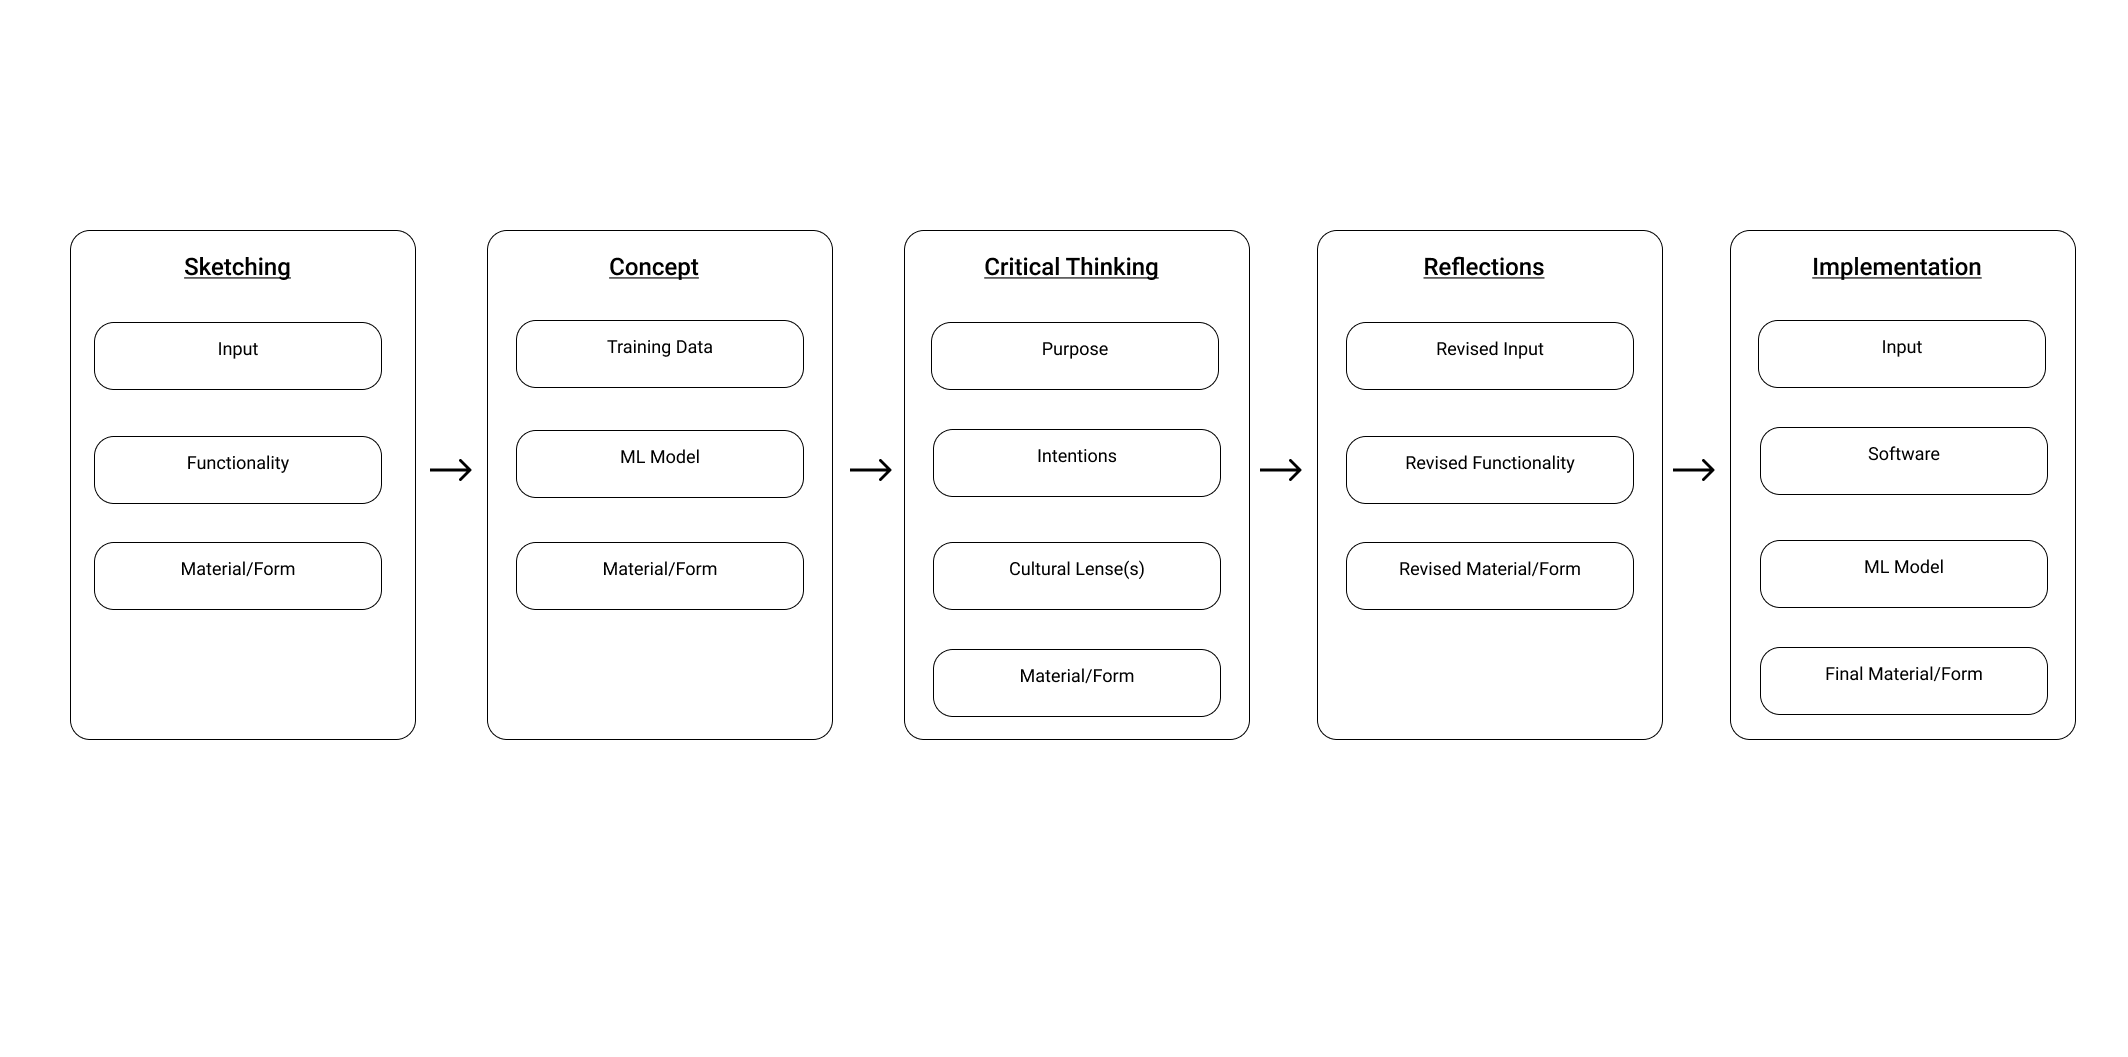 Sketching
Input
Functionality
Material/Form
Concept
Training Data
ML Model
Material/Form
Critical Thinking
Purpose
Intentions
Cultural Lense(s)
Material/Form
Reflections
Revised Input
Revised Functionality
Revised Material/Form
Implementation
Input
Software
ML Model
Final Material/Form